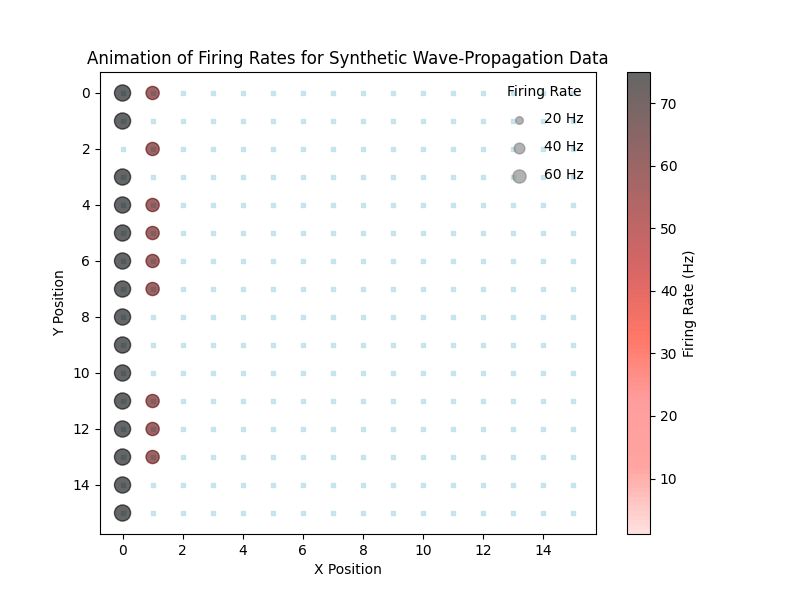 Animation of Firing Rates for Synthetic Wave-Propagation Data
Firing Rate
20 Hz
40 Hz
60 Hz
0
2
4
6
8
10
12
14
Y Position
0 2 4 6 8 10 12 14
X Position
70
60
50
40
30
20
10
Firing Rate (Hz)